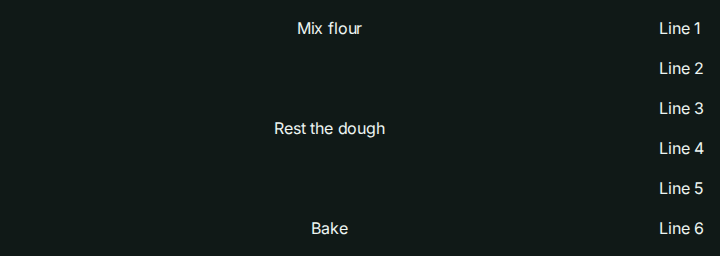 Mix flour
Rest the dough
Bake
Line 1
Line 2
Line 3
Line 4
Line 5
Line 6